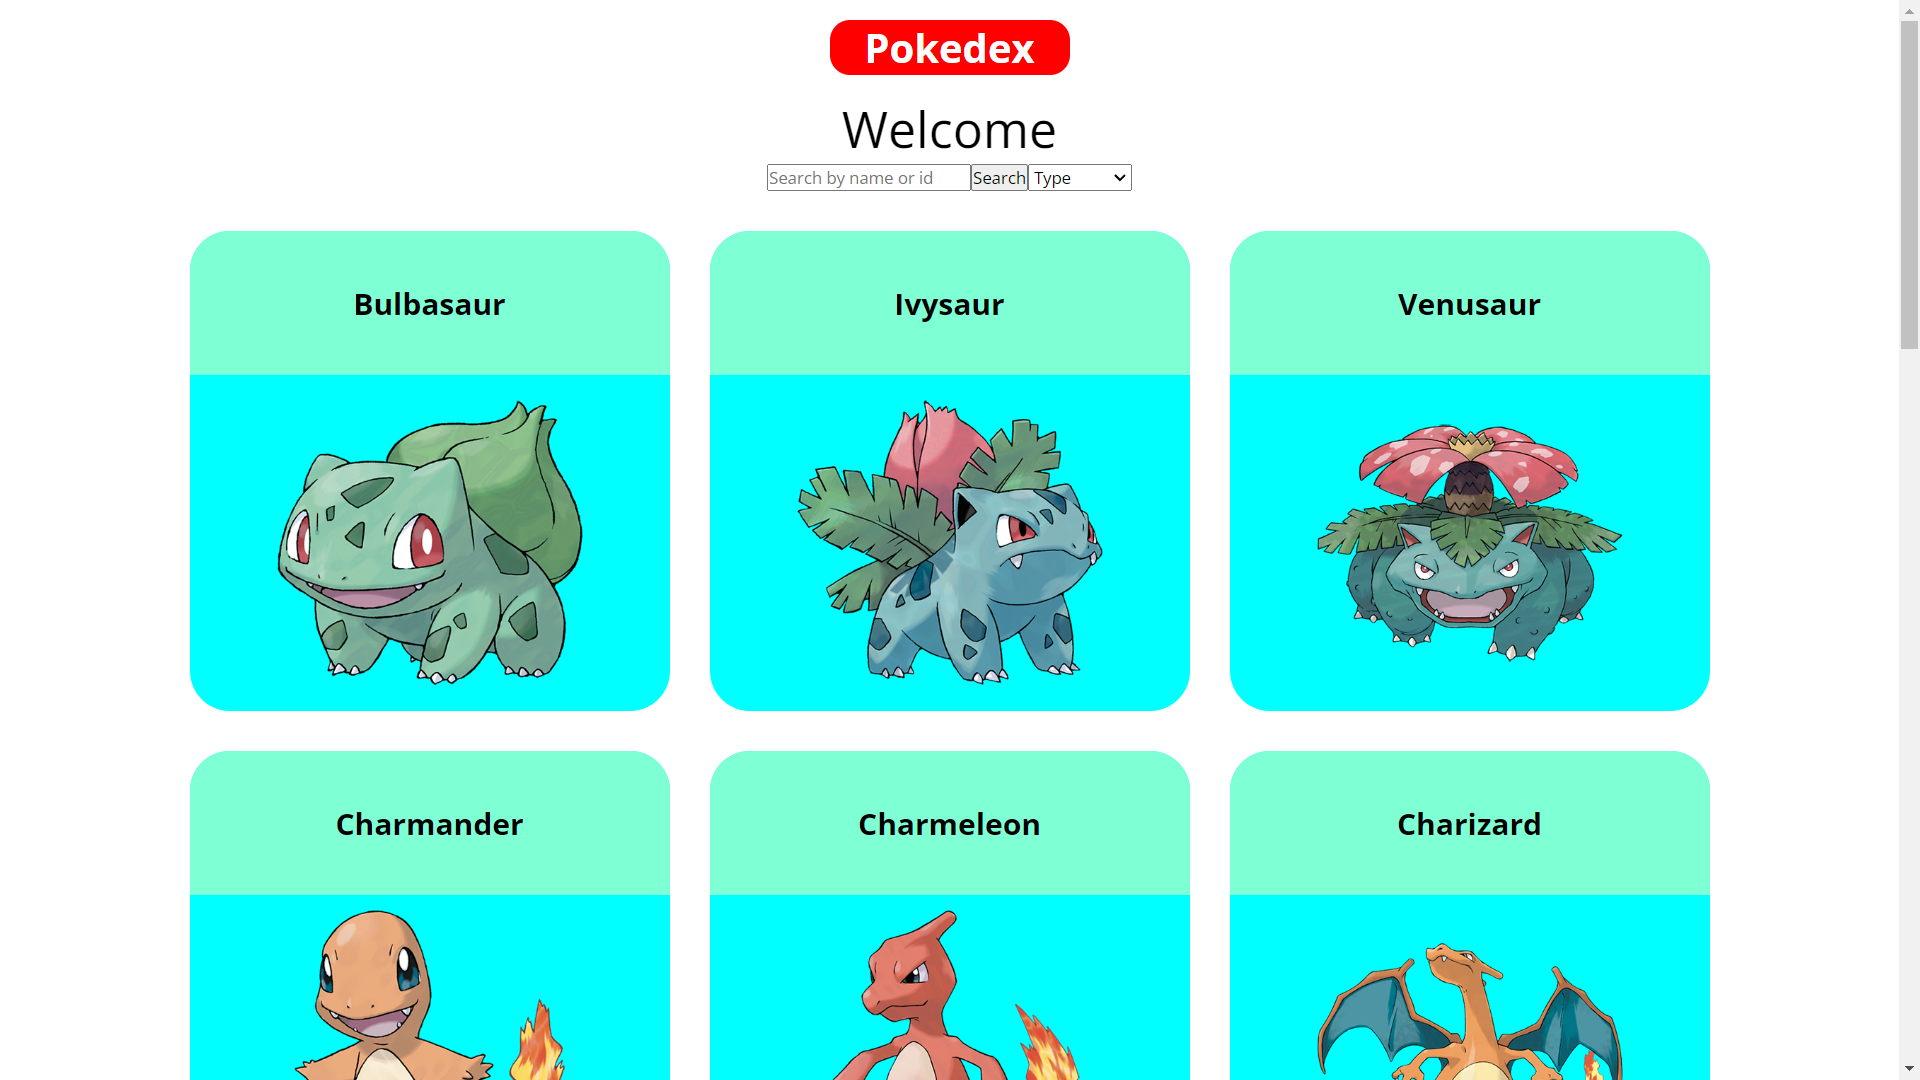 Pokedex
Welcome
Search by name or id Search Type
Bulbasaur Ivysaur Venusaur
Charmander Charmeleon Charizard